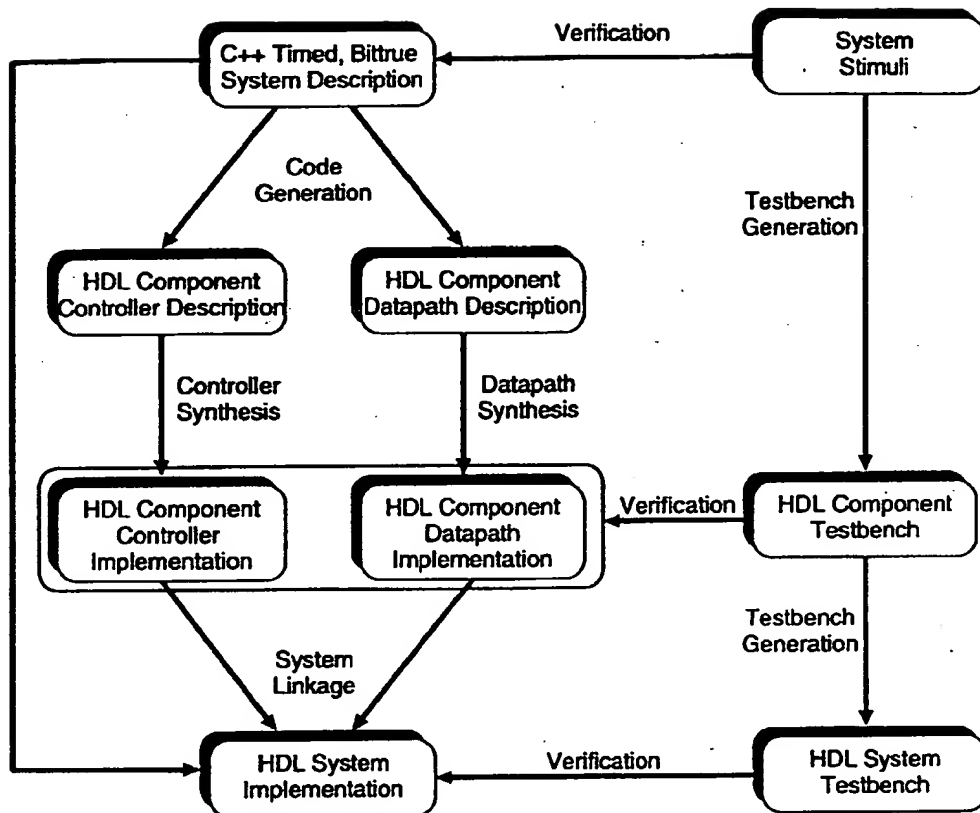 Verification
C++ Timed, Bittrue
System Description
System
Stimuli
Code
Generation
Testbench
Generation
HDL Component
Controller Description
HDL Component
Datapath Description
Controller
Synthesis
Datapath
Synthesis
HDL Component
Controller
Implementation
HDL Component
Datapath
Implementation
Verification
HDL Component
Testbench
Testbench
Generation
System
Linkage
HDL System
Implementation
Verification
HDL System
Testbench